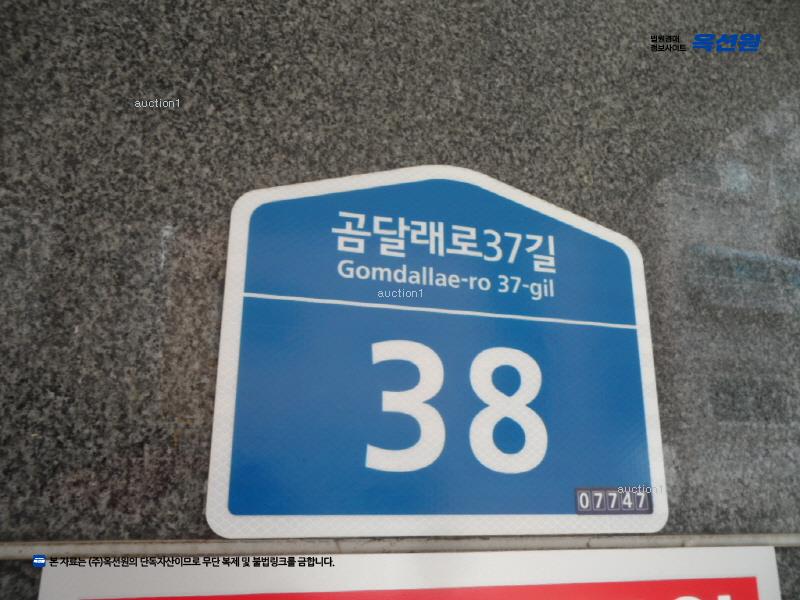 법원경매
정보사이트 옥션원
auction1
곰달래로37길
Gomdallae-ro 37-gil
auction1
38
auction1
07747
본 자료는 (주)옥션원의 단독자산이므로 무단 복제 및 불법링크를 금합니다.